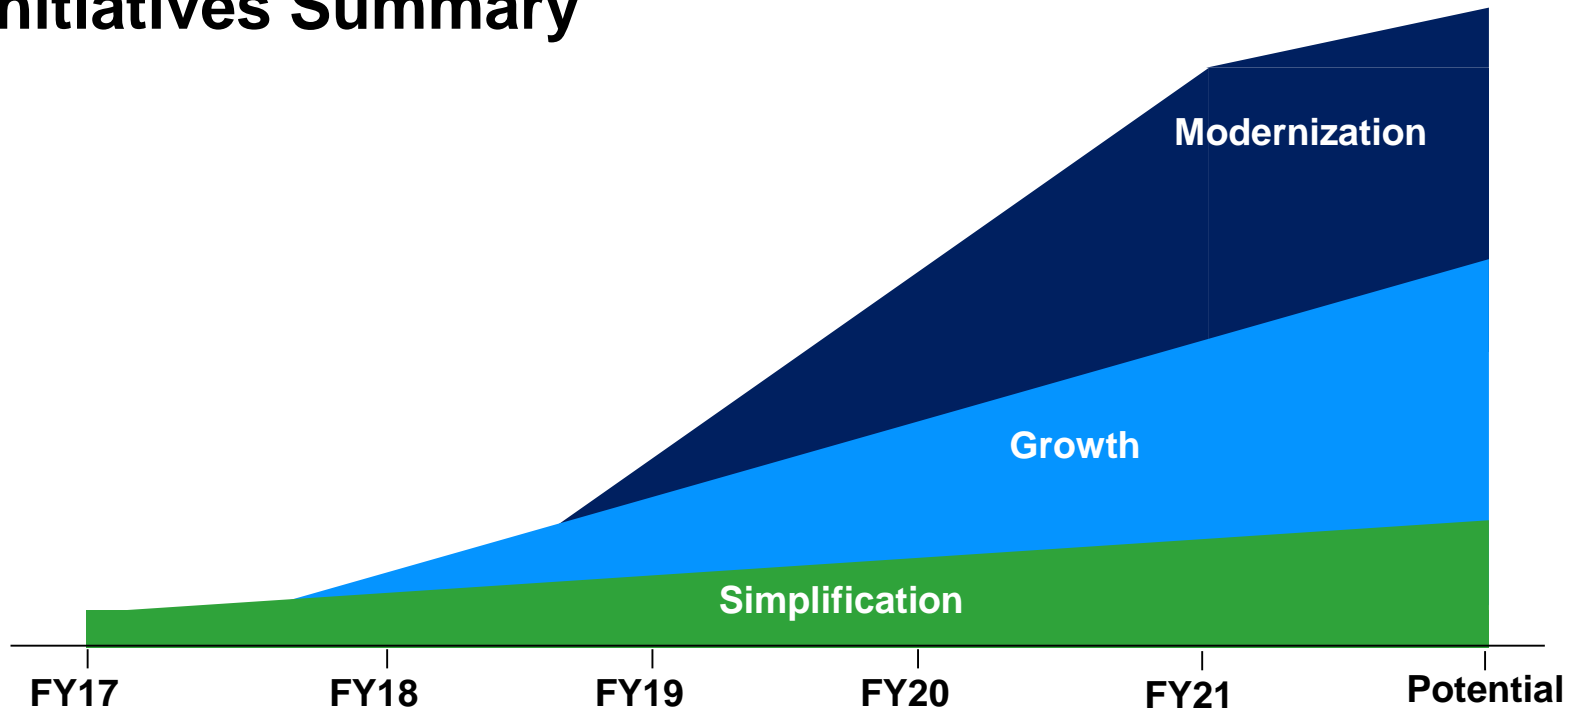 nitiatives Summary
Modernization
Growth
Simplification
FY17 FY18 FY19 FY20 FY21 Potential